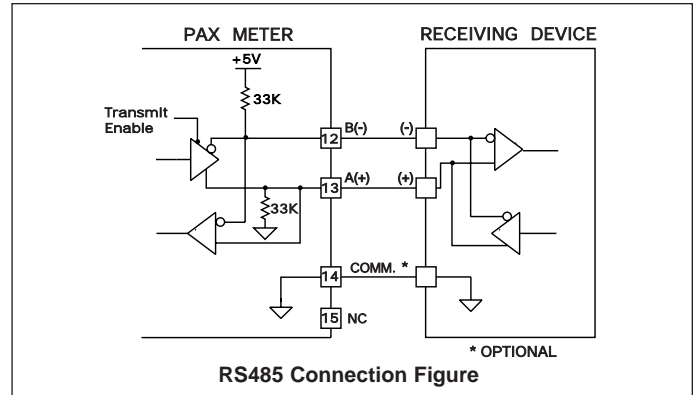 PAX METER
RECEIVING DEVICE
+5V
33K
Transmit
Enable
12
B(-)
(-)
13
A(+)
(+)
33K
14
COMM. *
15
NC
* OPTIONAL
RS485 Connection Figure